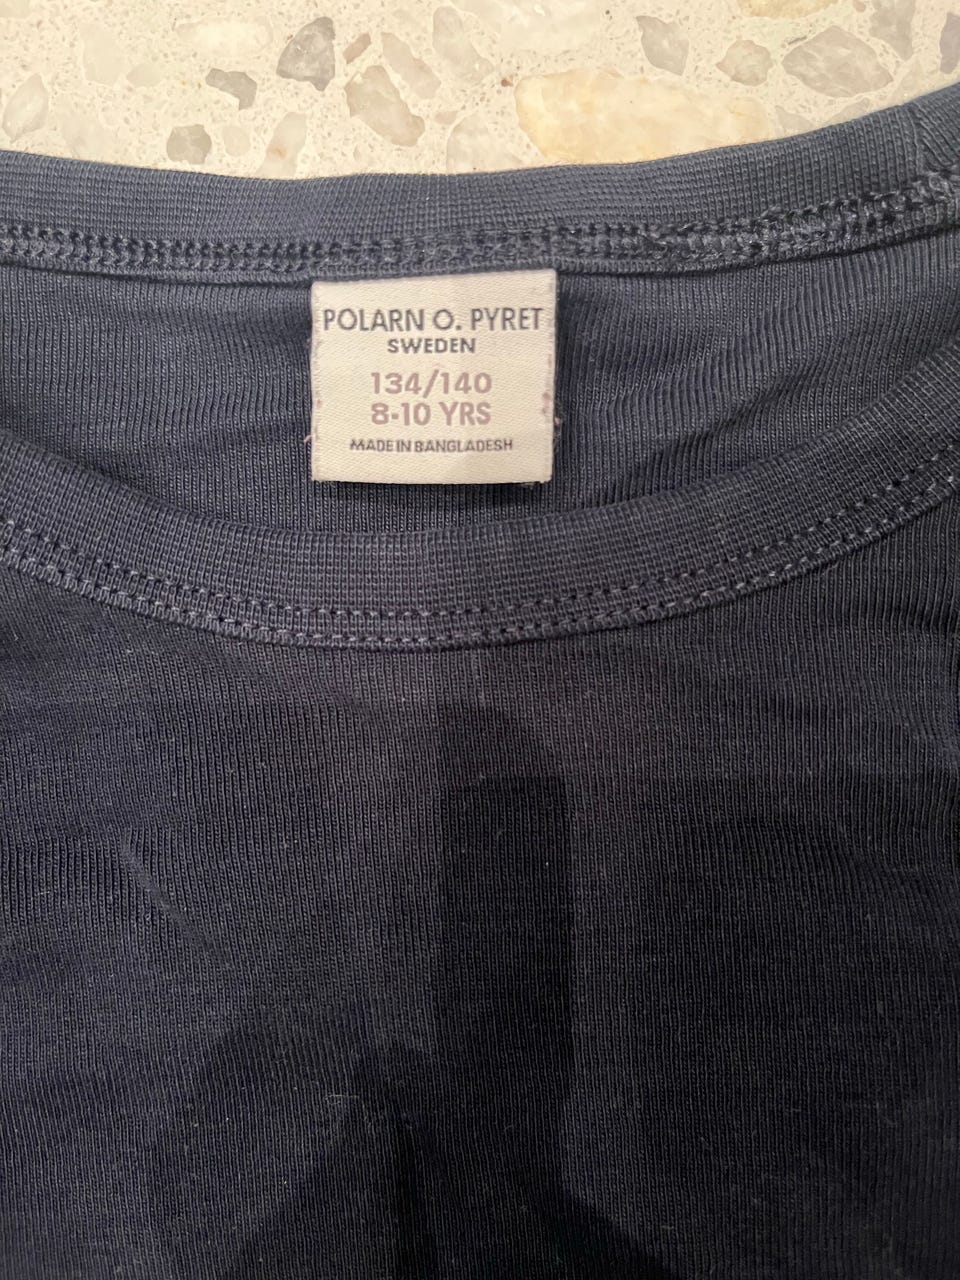 POLARN O. PYRET
SWEDEN
134/140
8-10 YRS
MADE IN BANGLADESH